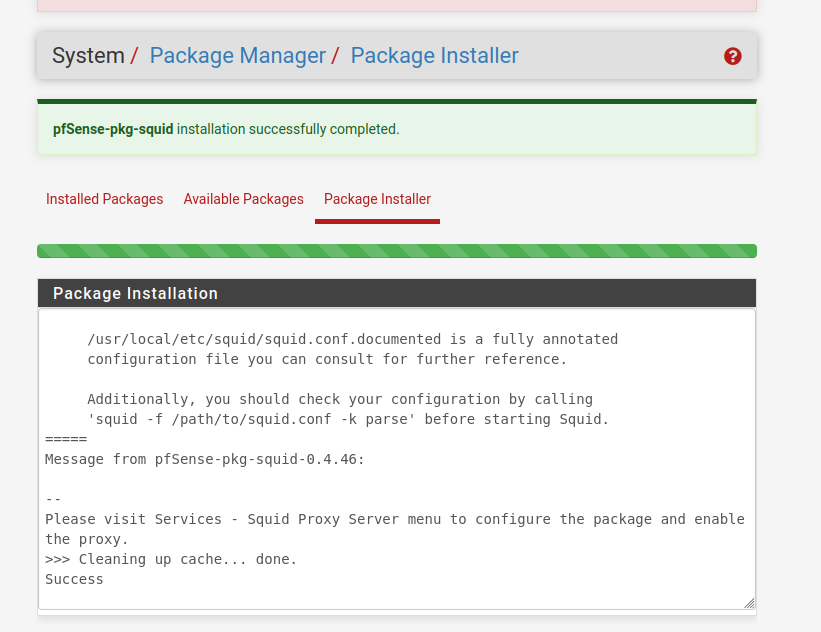 System / Package Manager / Package Installer
pfSense-pkg-squid installation successfully completed.
Installed Packages Available Packages Package Installer
Package Installation
/usr/local/etc/squid/squid.conf.documented is a fully annotated
configuration file you can consult for further reference.
Additionally, you should check your configuration by calling
'squid -f /path/to/squid.conf -k parse' before starting Squid.
=====
Message from pfSense-pkg-squid-0.4.46:
--
Please visit Services - Squid Proxy Server menu to configure the package and enable
the proxy.
>>> Cleaning up cache... done.
Success